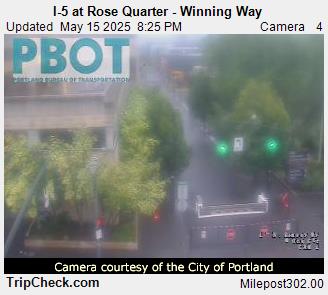 I-5 at Rose Quarter - Winning Way
Updated May 15 2025 8:25 PM Camera 4
PBOT
PORTLAND BUREAU OF TRANSPORTATION
Camera courtesy of the City of Portland
TripCheck.com Milepost302.00